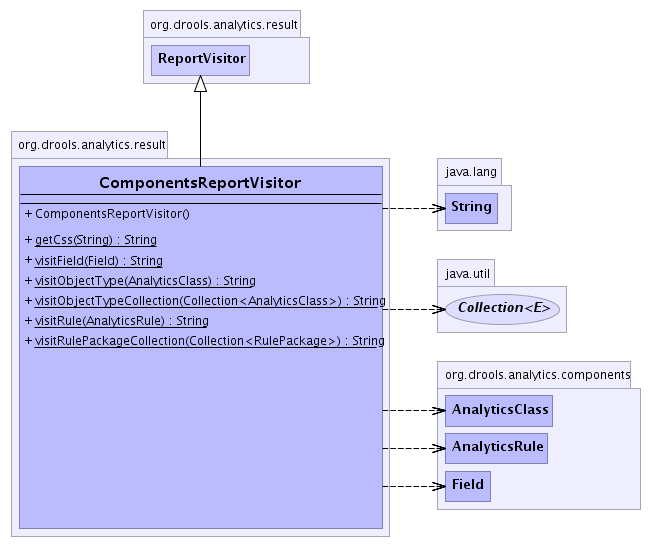 org.drools.analytics.result
ReportVisitor
org.drools.analytics.result
ComponentsReportVisitor
+ ComponentsReportVisitor()
+ getCss(String) : String
+ visitField(Field) : String
+ visitObjectType(AnalyticsClass) : String
+ visitObjectTypeCollection(Collection<AnalyticsClass>) : String
+ visitRule(AnalyticsRule) : String
+ visitRulePackageCollection(Collection<RulePackage>) : String
java.lang
String
java.util
Collection<E>
org.drools.analytics.components
AnalyticsClass
AnalyticsRule
Field